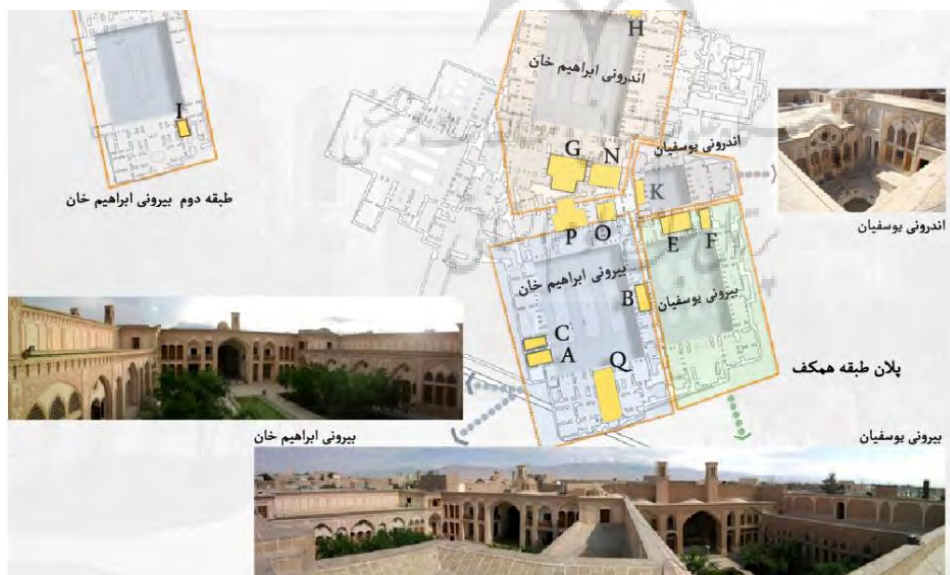 H
اندرونی ابراهیم خان
I
G
N
اندرونی یوسفیان
K
طبقه دوم بیرونی ابراهیم خان
اندرونی یوسفیان
P
O
E
F
بیرونی ابراهیم خان
B
بیرونی یوسفیان
C
A
Q
پلان طبقه همکف
بیرونی ابراهیم خان
بیرونی یوسفیان